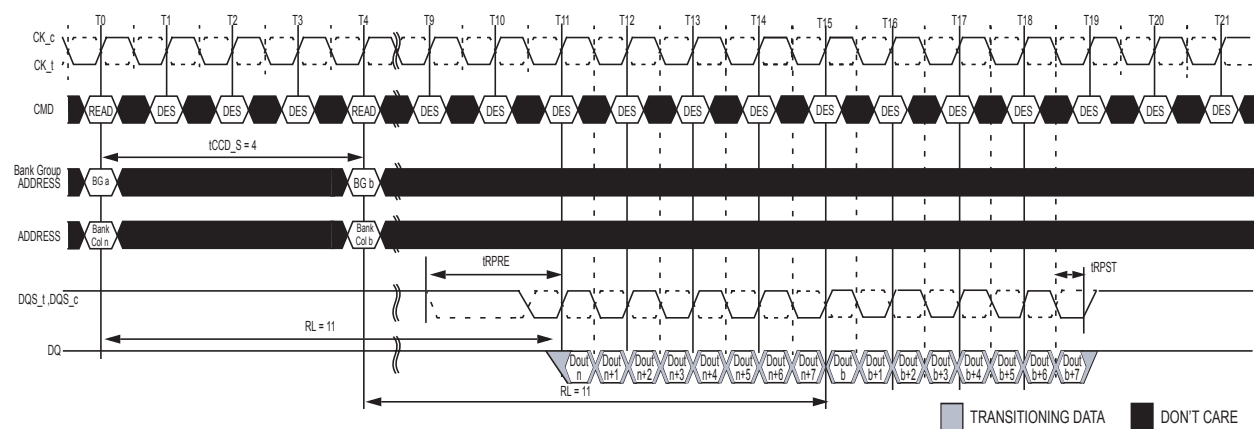 T0 T1 T2 T3 T4 T9 T10 T11 T12 T13 T14 T15 T16 T17 T18 T19 T20 T21
CK_c
CK_t
CMD READ DES DES DES READ DES DES DES DES DES DES DES DES DES DES DES DES DES
tCCD_S = 4
Bank Group
ADDRESS BG a BG b
ADDRESS Bank
Col n Bank
Col b
tRPRE tRPST
DQS_t ,DQS_c
RL = 11
DQ
Dout
n Dout
n+1 Dout
n+2 Dout
n+3 Dout
n+4 Dout
n+5 Dout
n+6 Dout
n+7 Dout
b Dout
b+1 Dout
b+2 Dout
b+3 Dout
b+4 Dout
b+5 Dout
b+6 Dout
b+7
RL = 11
TRANSITIONING DATA DON'T CARE